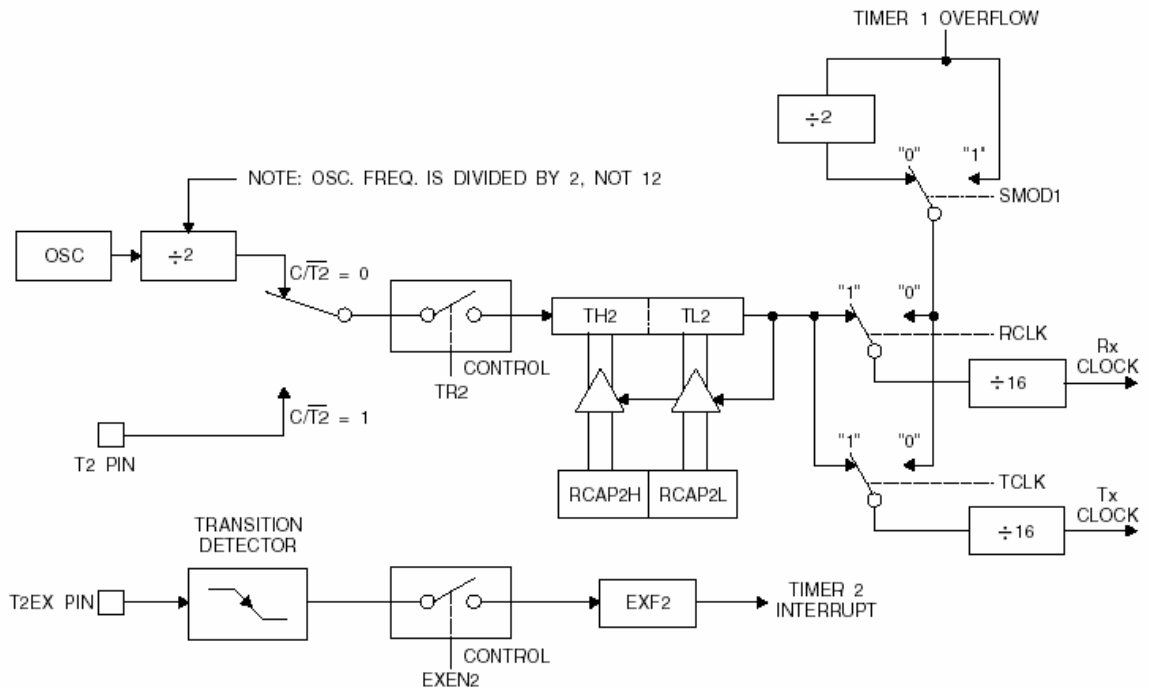 TIMER 1 OVERFLOW
÷2
"0" "1"
SMOD1
NOTE: OSC. FREQ. IS DIVIDED BY 2, NOT 12
OSC
÷2
C/T2 = 0
TH2
TL2
"1" "0"
RCLK
Rx
CLOCK
CONTROL
TR2
÷16
C/T2 = 1
T2 PIN
"1" "0"
RCAP2H
RCAP2L
TCLK
Tx
CLOCK
÷16
TRANSITION
DETECTOR
T2EX PIN
EXF2
TIMER 2
INTERRUPT
CONTROL
EXEN2